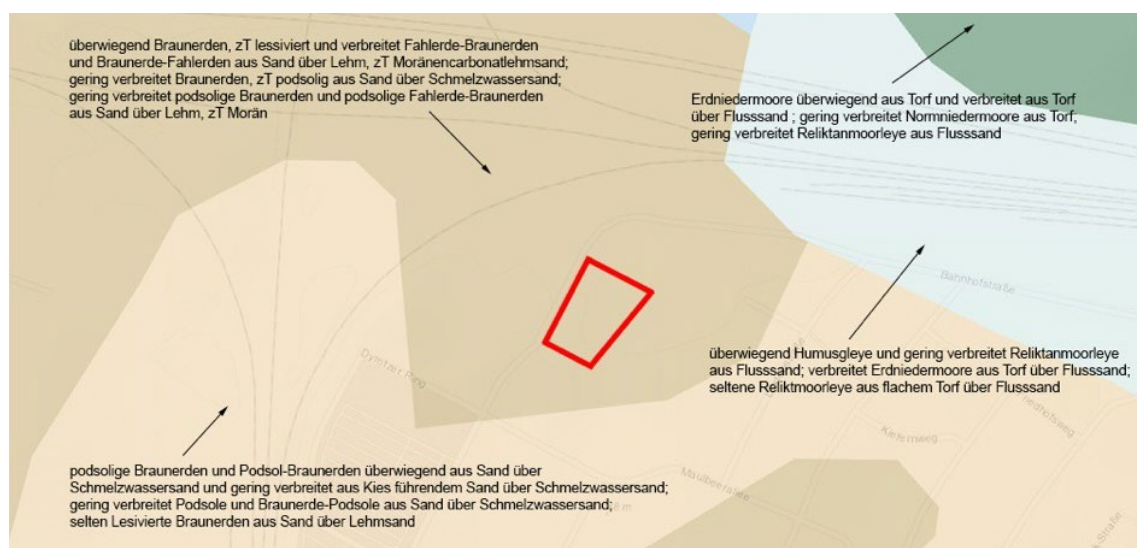 überwiegend Braunerden, zT lessiviert und verbreitet Fahlerde-Braunerden
und Braunerde-Fahlerden aus Sand über Lehm, zT Moränencarbonatlehmsand;
gering verbreitet Braunerden, zT podsolig aus Sand über Schmelzwassersand;
gering verbreitet podsolige Braunerden und podsolige Fahlerde-Braunerden
aus Sand über Lehm, zT Morän
Erdniedermoore überwiegend aus Torf und verbreitet aus Torf
über Flusssand ; gering verbreitet Normniedermoore aus Torf;
gering verbreitet Reliktanmoorleye aus Flusssand
Bahnhofstraße
überwiegend Humusgleye und gering verbreitet Reliktanmoorleye
aus Flusssand; verbreitet Erdniedermoore aus Torf über Flusssand;
seltene Reliktmoorleye aus flachem Torf über Flusssand
Dyrotzer Ring
Kiefernweg
Maulbeerallee
podsolige Braunerden und Podsol-Braunerden überwiegend aus Sand über
Schmelzwassersand und gering verbreitet aus Kies führendem Sand über Schmelzwassersand;
gering verbreitet Podsole und Braunerde-Podsole aus Sand über Schmelzwassersand;
selten Lesivierte Braunerden aus Sand über Lehmsand